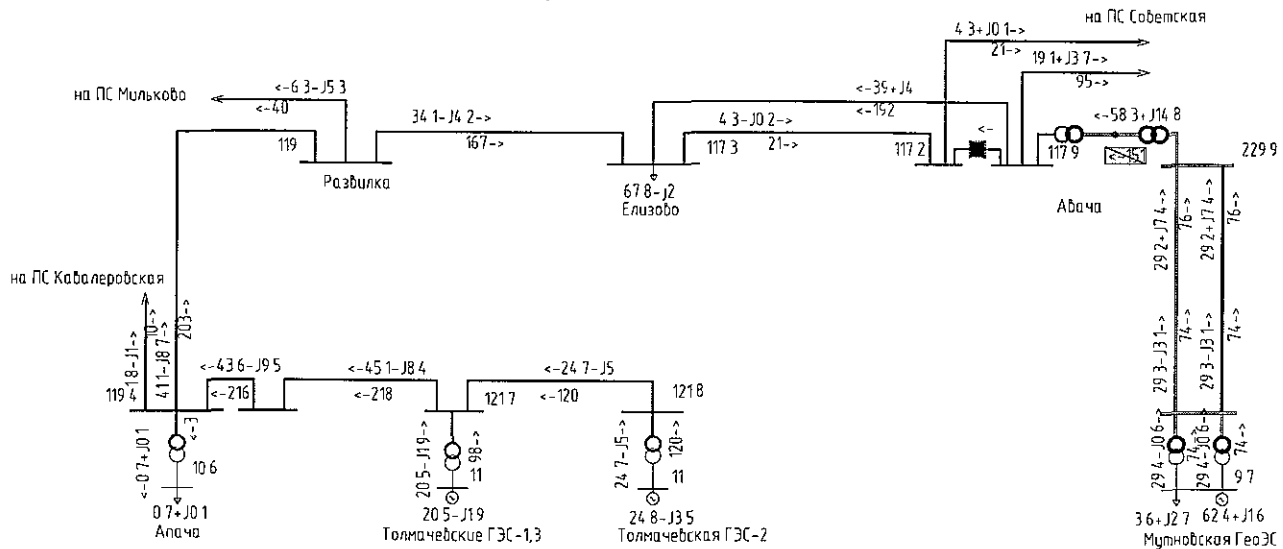 на ПС Советская
4 3+J0 1->
21->
19 1+J3 7->
95->
<-6 3-J5 3
<-40
на ПС Мильково
34 1-J4 2->
167->
<-39+J4
<-192
4 3-J0 2->
21->
<-
<-58 3+J14 8
119
117 3
117 2
117 9
229 9
Развилка
67 8-J2
Елизово
Авача
29 2+J7 4->
76->
29 2+J7 4->
76->
на ПС Кавалеровская
1 8-J1->
10->
41 1-J8 7->
203->
29 3-J3 1->
74->
29 3-J3 1->
74->
<-43 6-J9 5
<-216
<-45 1-J8 4
<-218
<-24 7-J5
<-120
119 4
121 7
121 8
<-3
<-0 7+J0 1
10 6
20 5-J1 9->
98->
11
24 7-J5->
120->
11
29 4-J0 6->
74->
29 4-J0 6->
74->
9 7
0 7+J0 1
Апача
20 5-J1 9
Толмачевские ГЭС-1,3
24 8-J3 5
Толмачевская ГЭС-2
3 6+J2 7
62 4+J1 6
Мутновская ГеоЭС